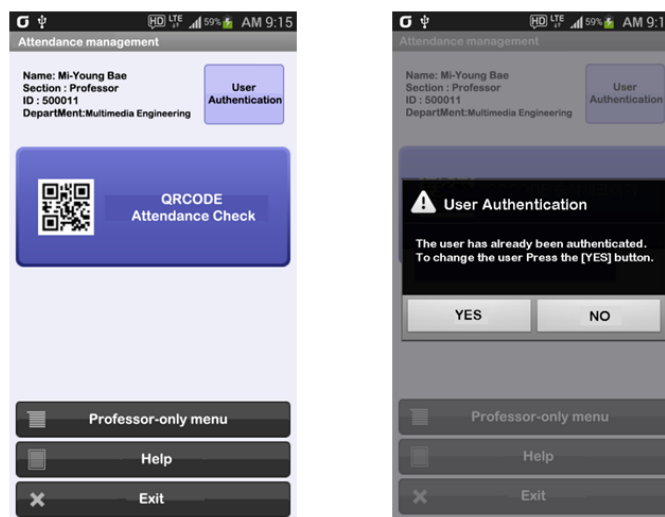 HD LTE 59% AM 9:15
Attendance management
Name: Mi-Young Bae
Section : Professor
ID : 500011
DepartMent:Multimedia Engineering
User
Authentication
QRCODE
Attendance Check
Professor-only menu
Help
Exit
HD LTE 59% AM 9:1
Attendance management
Name: Mi-Young Bae
Section : Professor
ID : 500011
DepartMent:Multimedia Engineering
User
Authentication
User Authentication
The user has already been authenticated.
To change the user Press the [YES] button.
YES
NO
Professor-only menu
Help
Exit